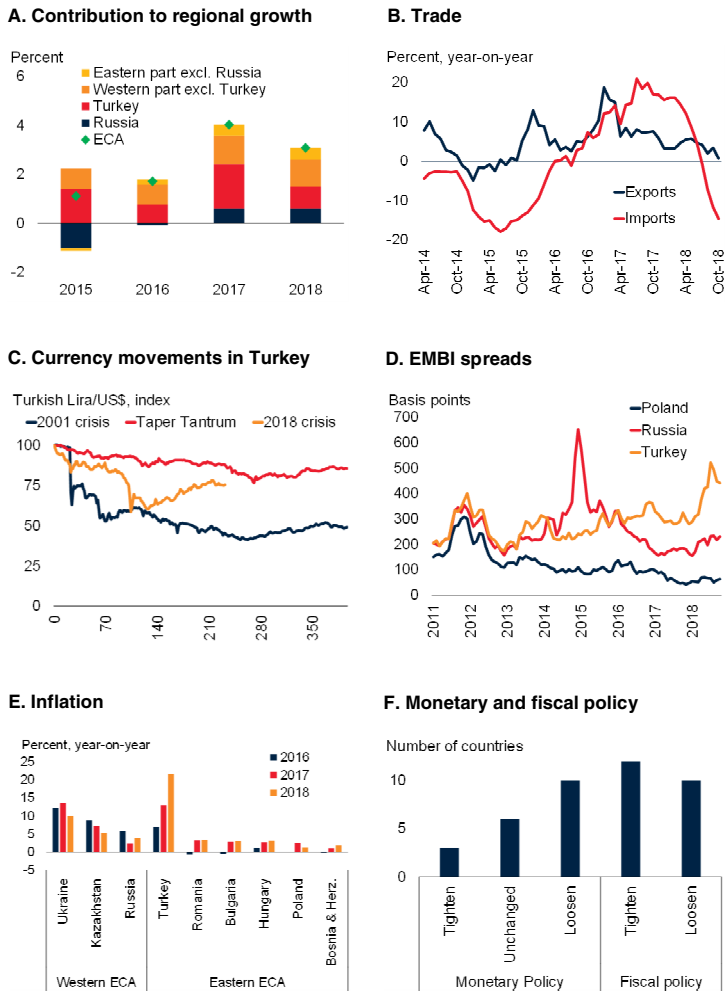 A. Contribution to regional growth
Percent
6
4
2
0
-2
Eastern part excl. Russia
Western part excl. Turkey
Turkey
Russia
ECA
2015 2016 2017 2018
B. Trade
Percent, year-on-year
20
10
0
-10
-20
Exports
Imports
Apr-14 Oct-14 Apr-15 Oct-15 Apr-16 Oct-16 Apr-17 Oct-17 Apr-18 Oct-18
C. Currency movements in Turkey
Turkish Lira/US$, index
2001 crisis Taper Tantrum 2018 crisis
100
75
50
25
0
0 70 140 210 280 350
D. EMBI spreads
Basis points
700
600
500
400
300
200
100
0
Poland
Russia
Turkey
2011 2012 2013 2014 2015 2016 2017 2018
E. Inflation
Percent, year-on-year
25
20
15
10
5
0
-5
2016
2017
2018
Ukraine Kazakhstan Russia Turkey Romania Bulgaria Hungary Poland Bosnia & Herz.
Western ECA Eastern ECA
F. Monetary and fiscal policy
Number of countries
10
5
0
Tighten Unchanged Loosen Tighten Loosen
Monetary Policy Fiscal policy